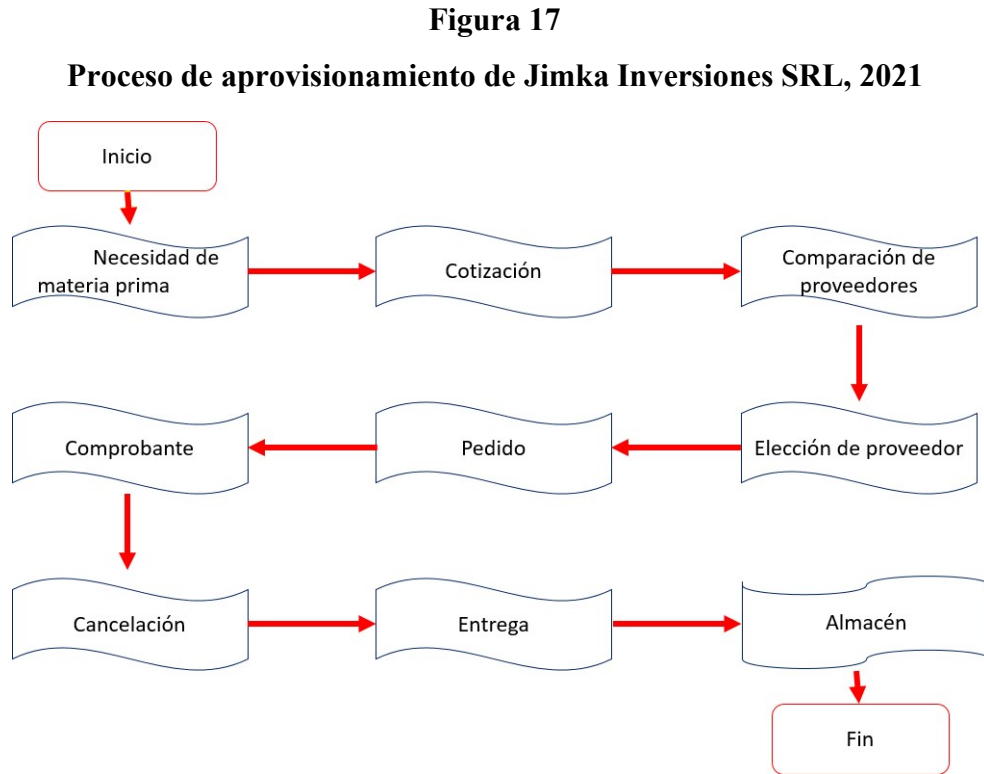 Figura 17
Proceso de aprovisionamiento de Jimka Inversiones SRL, 2021
Inicio
Necesidad de
materia prima
Cotización
Comparación de
proveedores
Elección de proveedor
Pedido
Comprobante
Cancelación
Entrega
Almacén
Fin